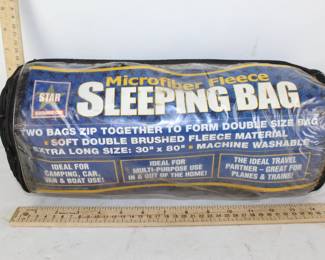 STAR
Microfiber Fleece
SLEEPING BAG
TWO BAGS ZIP TOGETHER TO FORM DOUBLE SIZE BAG
• SOFT DOUBLE BRUSHED FLEECE MATERIAL
EXTRA LONG SIZE: 30" x 80" • MACHINE WASHABLE
IDEAL FOR
CAMPING, CAR,
VAN & BOAT USE!
IDEAL FOR
MULTI-PURPOSE USE
IN & OUT OF THE HOME!
THE IDEAL TRAVEL
PARTNER - GREAT FOR
PLANES & TRAINS!